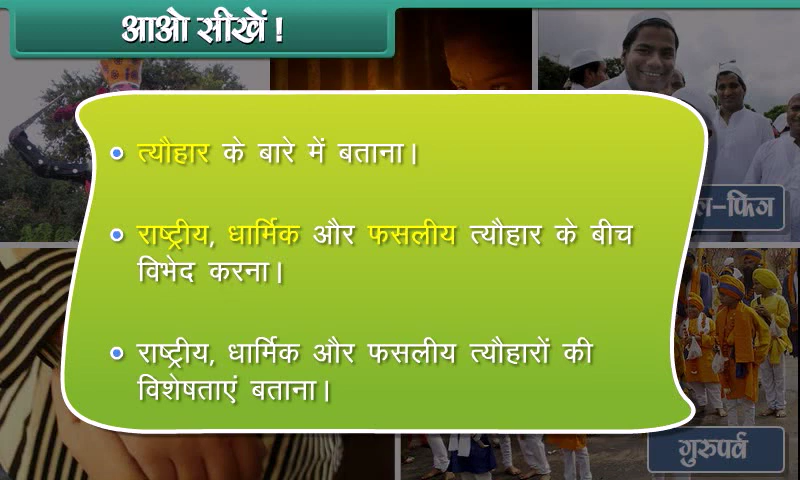 आओ सीखें!
त्यौहार के बारे में बताना।
राष्ट्रीय, धार्मिक और फसलीय त्यौहार के बीच
विभेद करना।
राष्ट्रीय, धार्मिक और फसलीय त्यौहारों की
विशेषताएं बताना।
ल-फित्र
गुरुपर्व